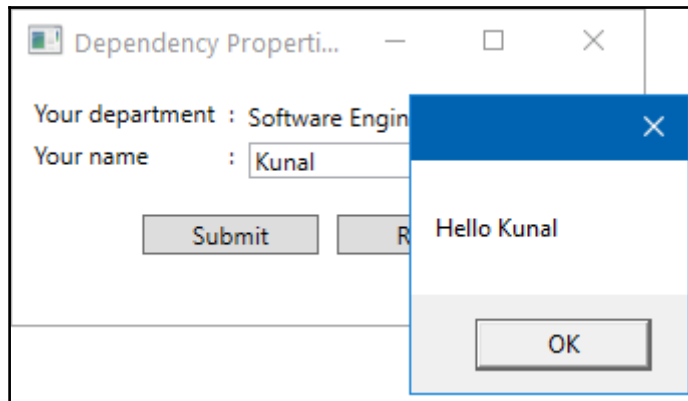 Dependency Properti...
Your department : Software Engin
Your name : Kunal
Submit R
Hello Kunal
OK